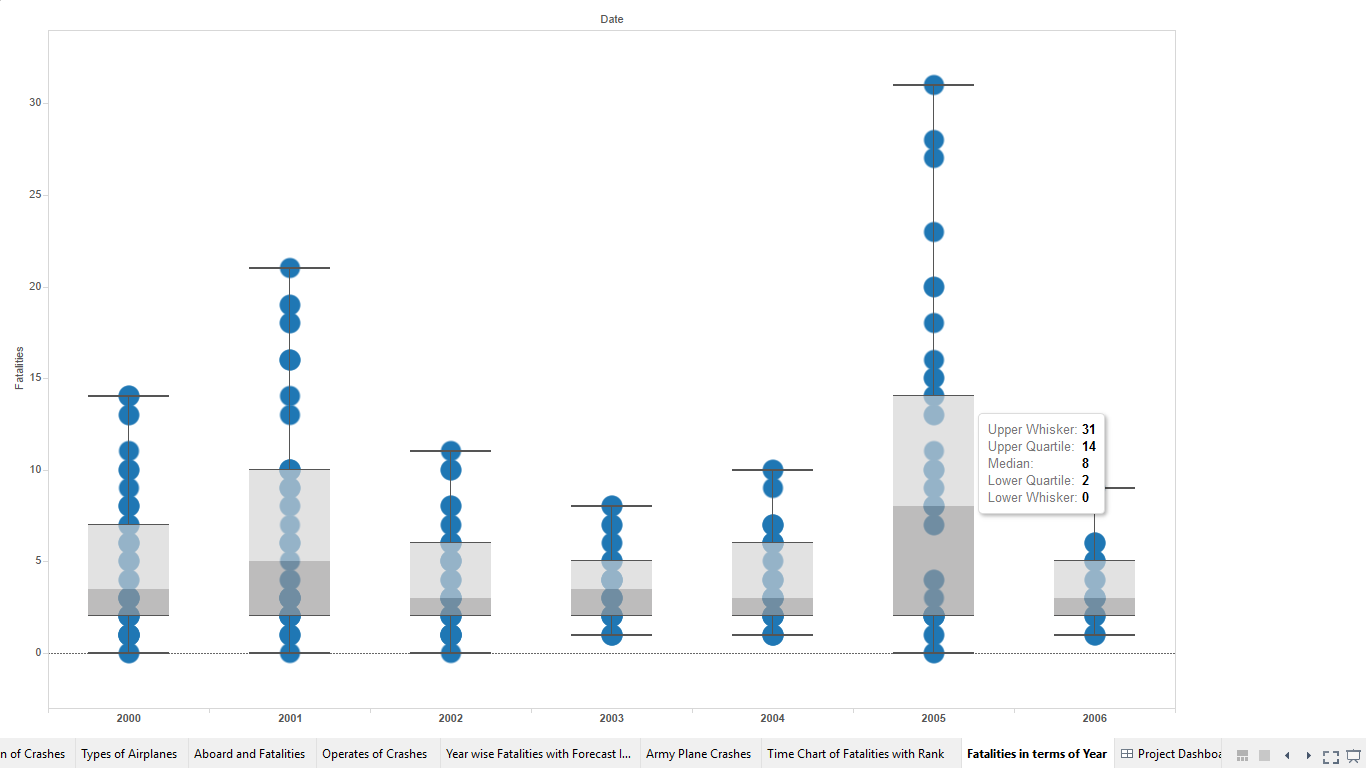 Date
30
25
20
15
10
5
0
Fatalities
Upper Whisker: 31
Upper Quartile: 14
Median: 8
Lower Quartile: 2
Lower Whisker: 0
2000 2001 2002 2003 2004 2005 2006
n of Crashes Types of Airplanes Aboard and Fatalities Operates of Crashes Year wise Fatalities with Forecast I... Army Plane Crashes Time Chart of Fatalities with Rank Fatalities in terms of Year Project Dashboa